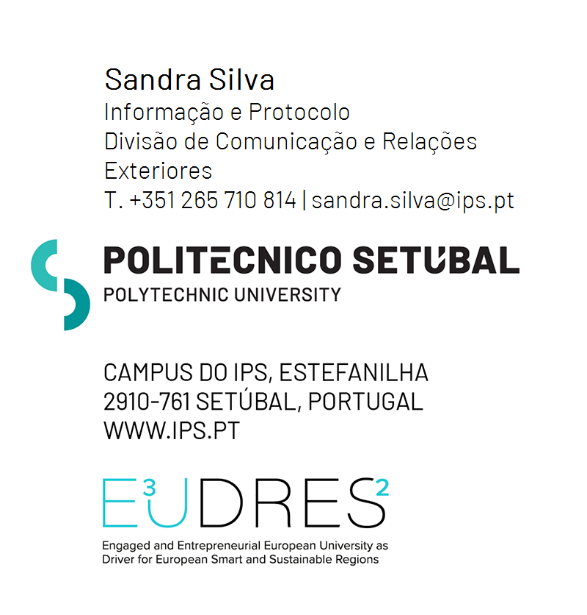 Sandra Silva
Informação e Protocolo
Divisão de Comunicação e Relações
Exteriores
T. +351 265 710 814 | sandra.silva@ips.pt
POLITECNICO SETÚBAL
POLYTECHNIC UNIVERSITY
CAMPUS DO IPS, ESTEFANILHA
2910-761 SETÚBAL, PORTUGAL
WWW.IPS.PT
E³UDRES²
Engaged and Entrepreneurial European University as
Driver for European Smart and Sustainable Regions